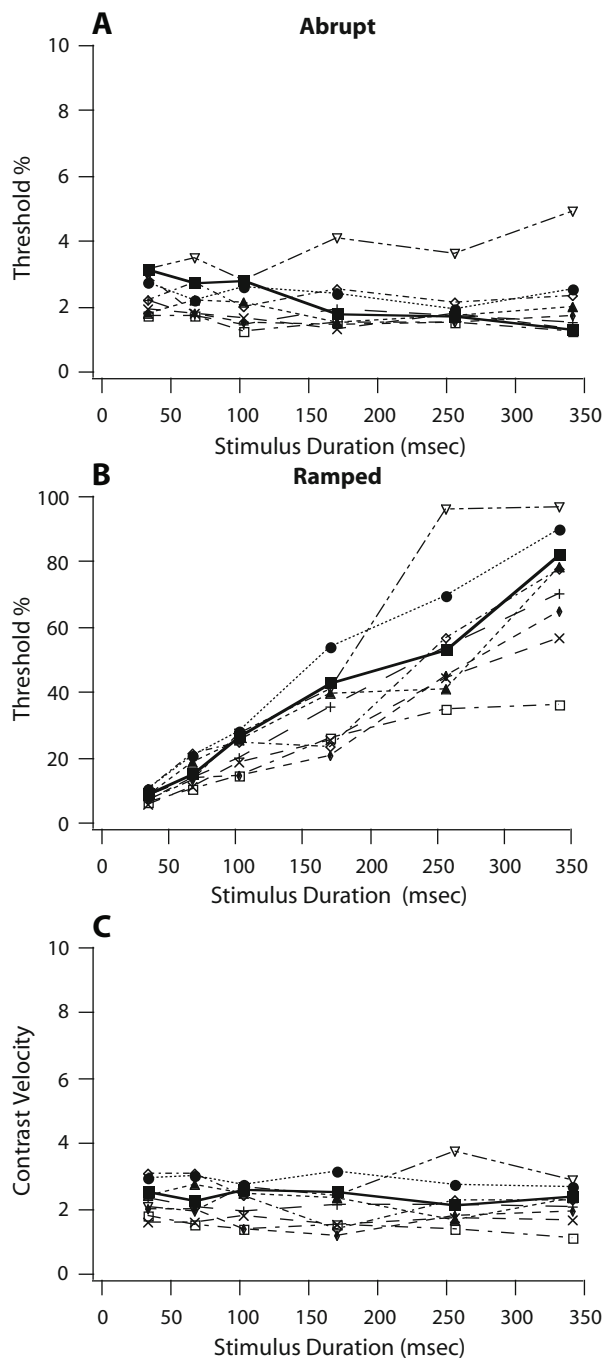 A
Abrupt
10
8
6
4
2
0
Threshold %
0 50 100 150 200 250 300 350
Stimulus Duration (msec)
B
Ramped
100
80
60
40
20
0
Threshold %
0 50 100 150 200 250 300 350
Stimulus Duration (msec)
C
10
8
6
4
2
0
Contrast Velocity
0 50 100 150 200 250 300 350
Stimulus Duration (msec)